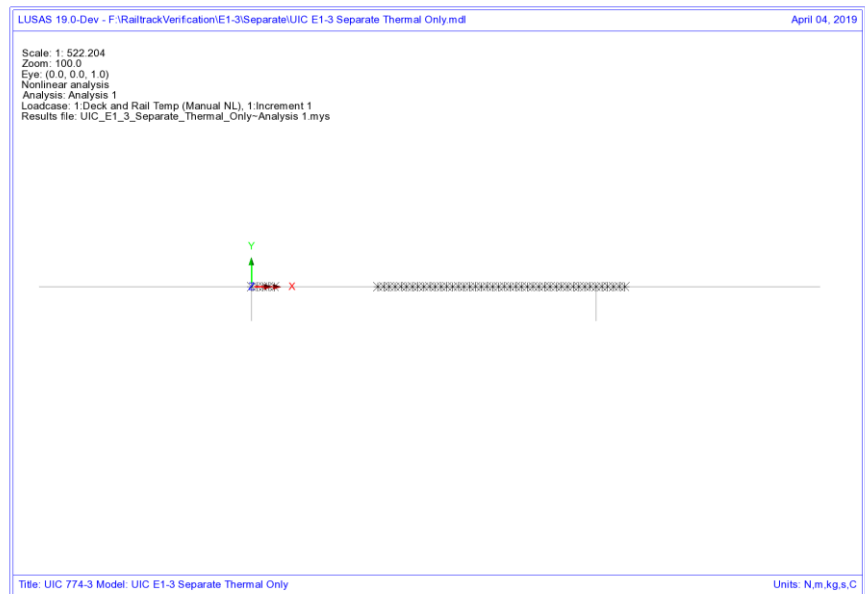 LUSAS 19.0-Dev - F:\RailtrackVerification\E1-3\Separate\UIC E1-3 Separate Thermal Only.mdl April 04, 2019
Scale: 1: 522.204
Zoom: 100.0
Eye: (0.0, 0.0, 1.0)
Nonlinear analysis
Analysis: Analysis 1
Loadcase: 1:Deck and Rail Temp (Manual NL), 1:Increment 1
Results file: UIC_E1_3_Separate_Thermal_Only~Analysis 1.mys
Y
Z X
Title: UIC 774-3 Model: UIC E1-3 Separate Thermal Only Units: N,m,kg,s,C